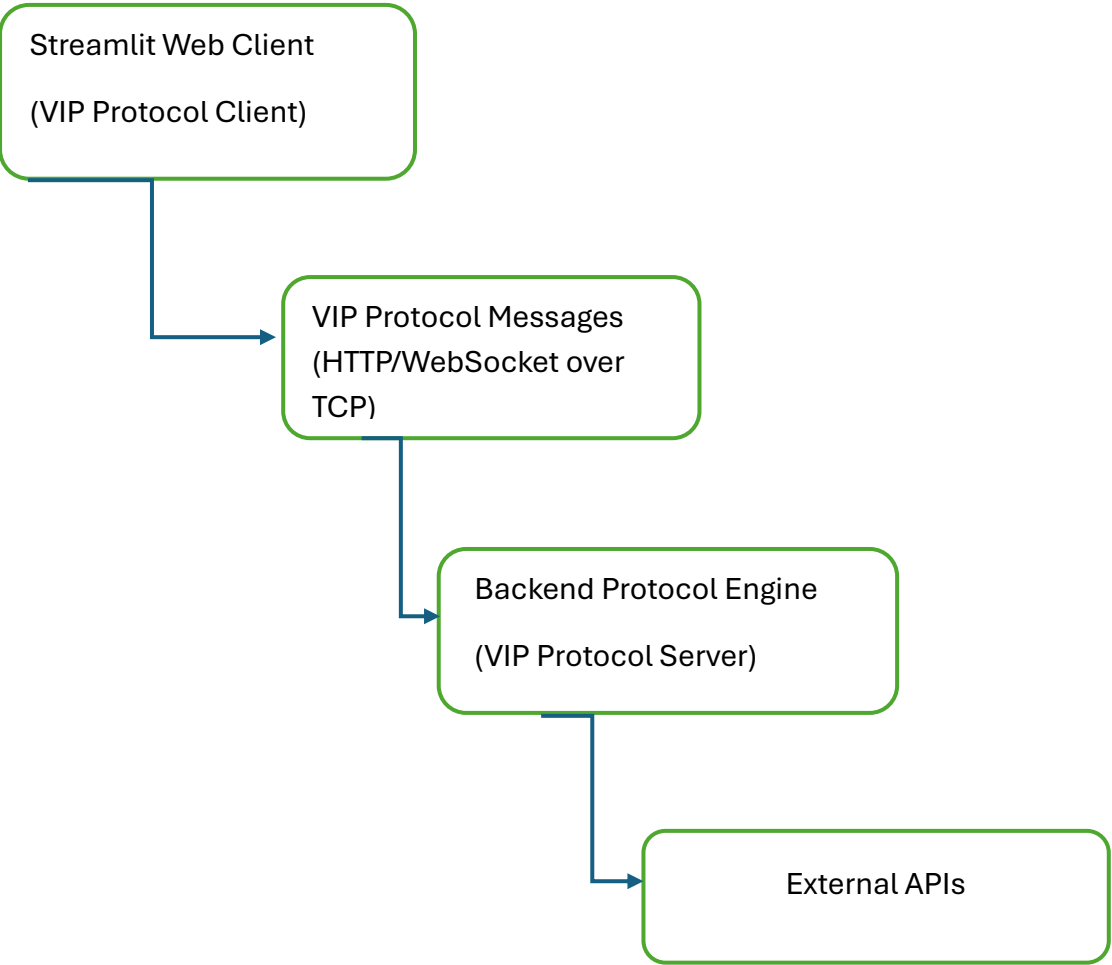 Streamlit Web Client
(VIP Protocol Client)
VIP Protocol Messages
(HTTP/WebSocket over
TCP)
Backend Protocol Engine
(VIP Protocol Server)
External APIs